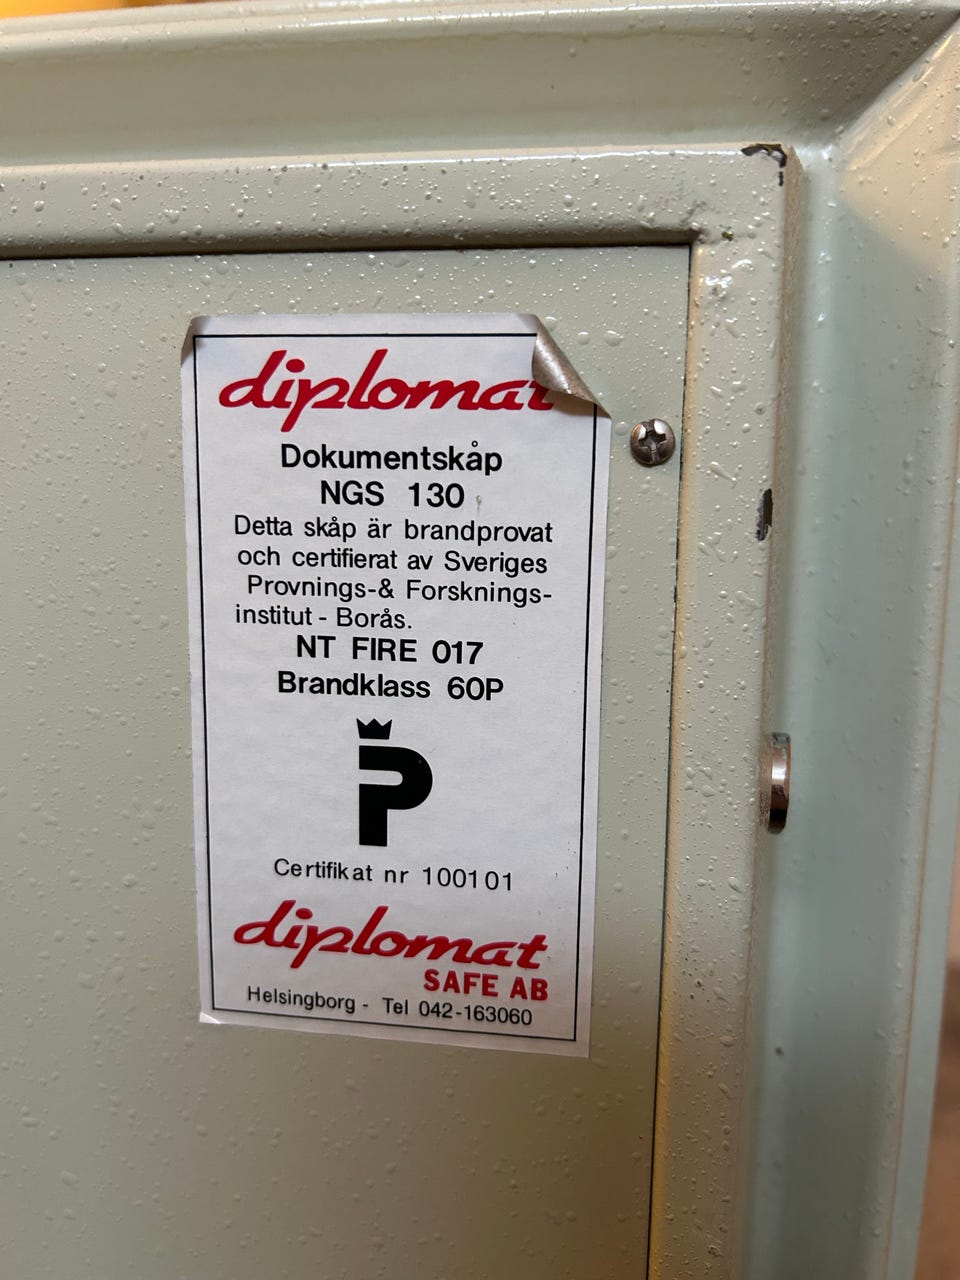 diplomat
Dokumentskåp
NGS 130
Detta skåp är brandprovat
och certifierat av Sveriges
Provnings-& Forsknings-
institut - Borås.
NT FIRE 017
Brandklass 60P
P
Certifikat nr 100101
diplomat
SAFE AB
Helsingborg - Tel 042-163060